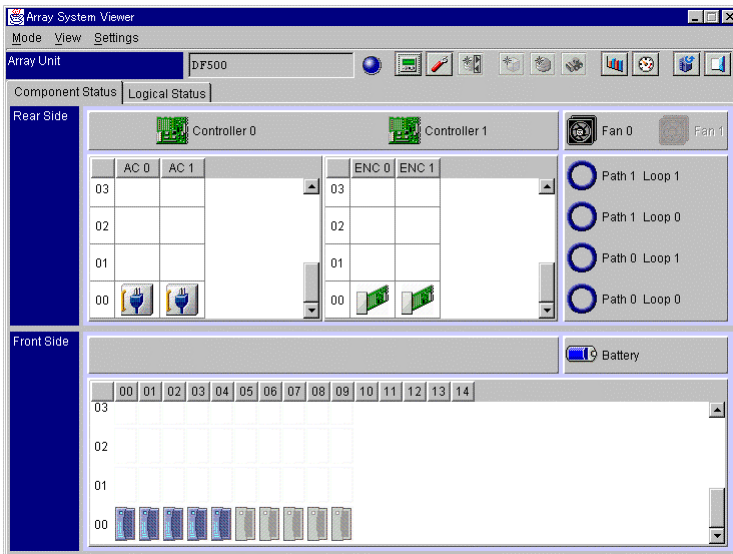 Array System Viewer
Mode View Settings
Array Unit DF500
Component Status Logical Status
Rear Side Controller 0 Controller 1 Fan 0 Fan 1
AC 0 AC 1 ENC 0 ENC 1
03 03 Path 1 Loop 1
02 02 Path 1 Loop 0
01 01 Path 0 Loop 1
00 00 Path 0 Loop 0
Front Side Battery
00 01 02 03 04 05 06 07 08 09 10 11 12 13 14
03
02
01
00